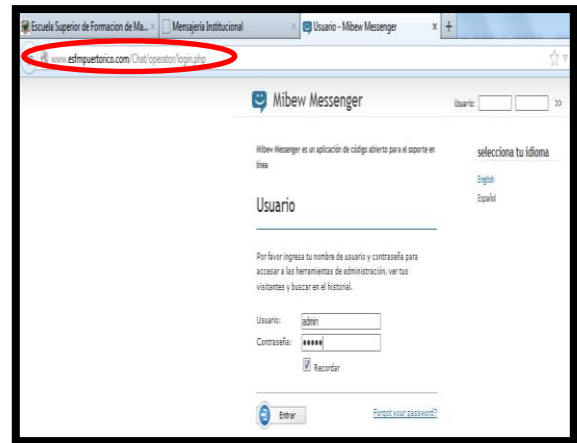 Escuela Superior de Formacion de Ma... x
Mensajería Institucional x
Usuario - Mibew Messenger x +
www.esfmpuertorico.com/Chat/operator/login.php
Mibew Messenger
Usuario: >>
Mibew Messenger es un aplicación de código abierto para el soporte en
línea
selecciona tu idioma
English
Español
Usuario
Por favor ingresa tu nombre de usuario y contraseña para
accesar a las herramientas de administración, ver tus
visitantes y buscar en el historial.
Usuario: admin
Contraseña: •••••
Recordar
Entrar
Forgot your password?